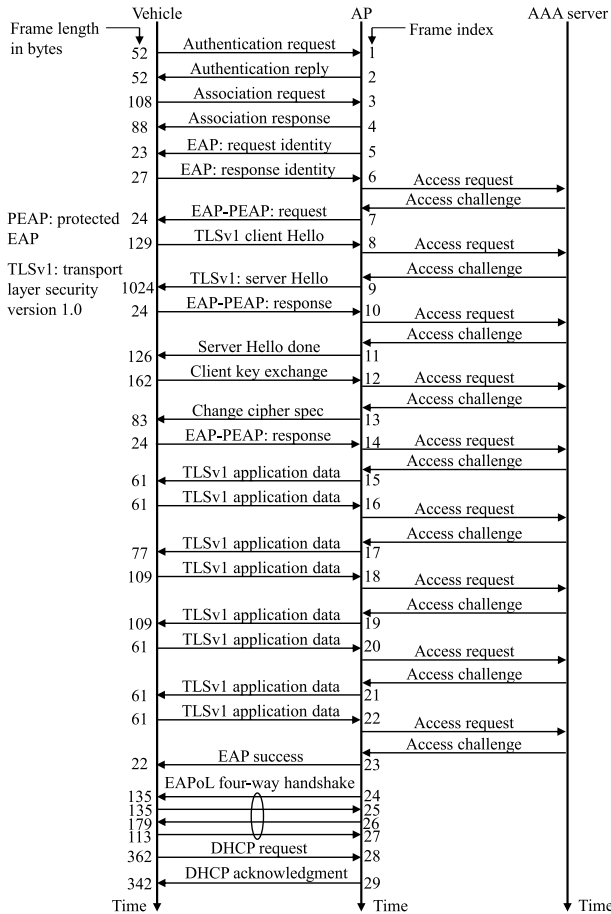 Vehicle AP AAA server
Frame length
in bytes
Frame index
52 Authentication request 1
52 Authentication reply 2
108 Association request 3
88 Association response 4
23 EAP: request identity 5
27 EAP: response identity 6
Access request
Access challenge
PEAP: protected
EAP
24 EAP-PEAP: request 7
129 TLSv1 client Hello 8
Access request
Access challenge
TLSv1: transport
layer security
version 1.0
1024 TLSv1: server Hello 9
24 EAP-PEAP: response 10
Access request
Access challenge
126 Server Hello done 11
162 Client key exchange 12
Access request
Access challenge
83 Change cipher spec 13
24 EAP-PEAP: response 14
Access request
Access challenge
61 TLSv1 application data 15
61 TLSv1 application data 16
Access request
Access challenge
77 TLSv1 application data 17
109 TLSv1 application data 18
Access request
Access challenge
109 TLSv1 application data 19
61 TLSv1 application data 20
Access request
Access challenge
61 TLSv1 application data 21
61 TLSv1 application data 22
Access request
Access challenge
22 EAP success 23
EAPoL four-way handshake
135 24
135 25
179 26
113 27
362 DHCP request 28
342 DHCP acknowledgment 29
Time Time Time